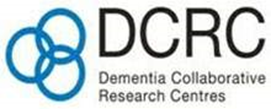 DCRC
Dementia Collaborative
Research Centres